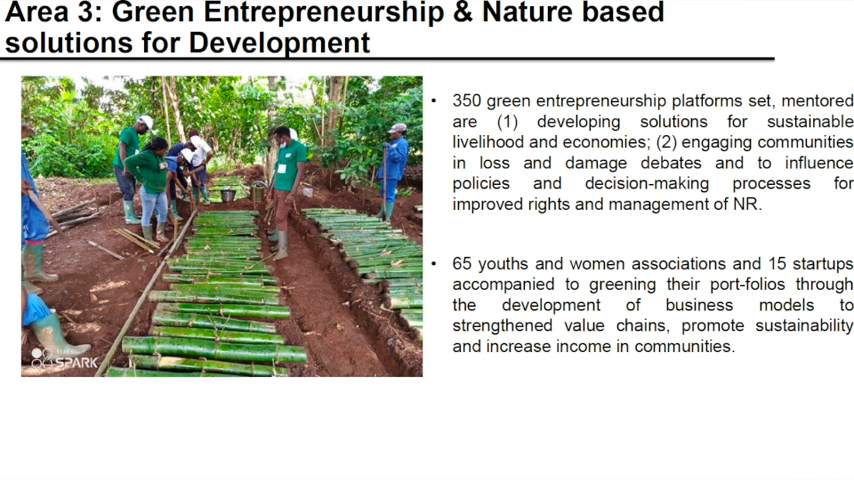 Area 3: Green Entrepreneurship & Nature based
solutions for Development
• 350 green entrepreneurship platforms set, mentored
are (1) developing solutions for sustainable
livelihood and economies; (2) engaging communities
in loss and damage debates and to influence
policies and decision-making processes for
improved rights and management of NR.
• 65 youths and women associations and 15 startups
accompanied to greening their port-folios through
the development of business models to
strengthened value chains, promote sustainability
and increase income in communities.
SPARK